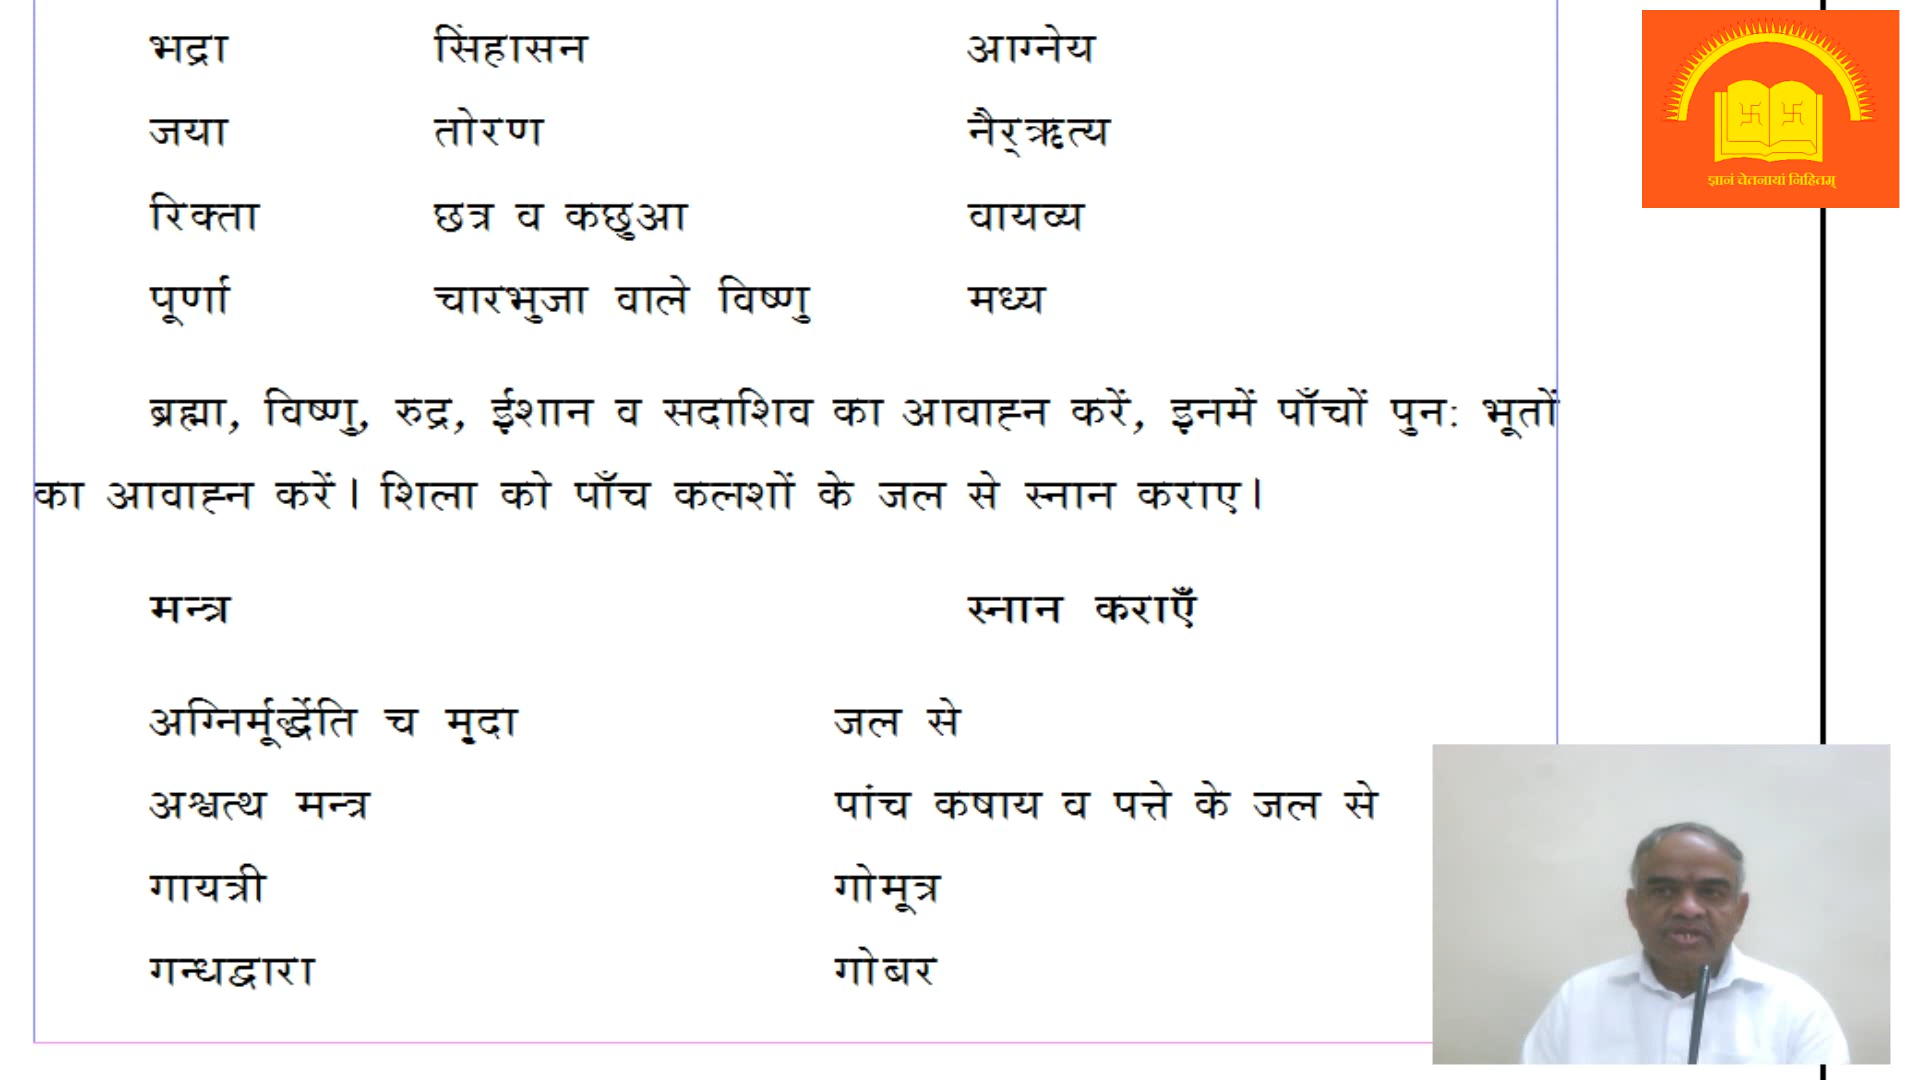 भद्रा सिंहासन आग्नेय
जया तोरण नैर्ऋत्य
रिक्ता छत्र व कछुआ वायव्य
पूर्णा चारभुजा वाले विष्णु मध्य
ब्रह्मा, विष्णु, रुद्र, ईशान व सदाशिव का आवाह्न करें, इनमें पाँचों पुनः भूतों
का आवाह्न करें। शिला को पाँच कलशों के जल से स्नान कराए।
मन्त्र स्नान कराएँ
अग्निर्मूर्द्धेति च मृदा जल से
अश्वत्थ मन्त्र पांच कषाय व पत्ते के जल से
गायत्री गोमूत्र
गन्धद्वारा गोबर
ज्ञानं चेतनायां निहितम्